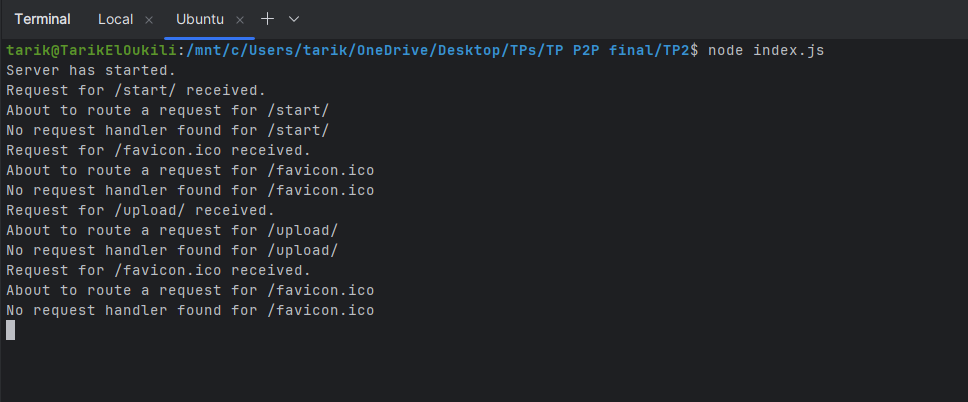 Terminal Local × Ubuntu ×
tarik@TarikElOukili:/mnt/c/Users/tarik/OneDrive/Desktop/TPs/TP P2P final/TP2$ node index.js
Server has started.
Request for /start/ received.
About to route a request for /start/
No request handler found for /start/
Request for /favicon.ico received.
About to route a request for /favicon.ico
No request handler found for /favicon.ico
Request for /upload/ received.
About to route a request for /upload/
No request handler found for /upload/
Request for /favicon.ico received.
About to route a request for /favicon.ico
No request handler found for /favicon.ico